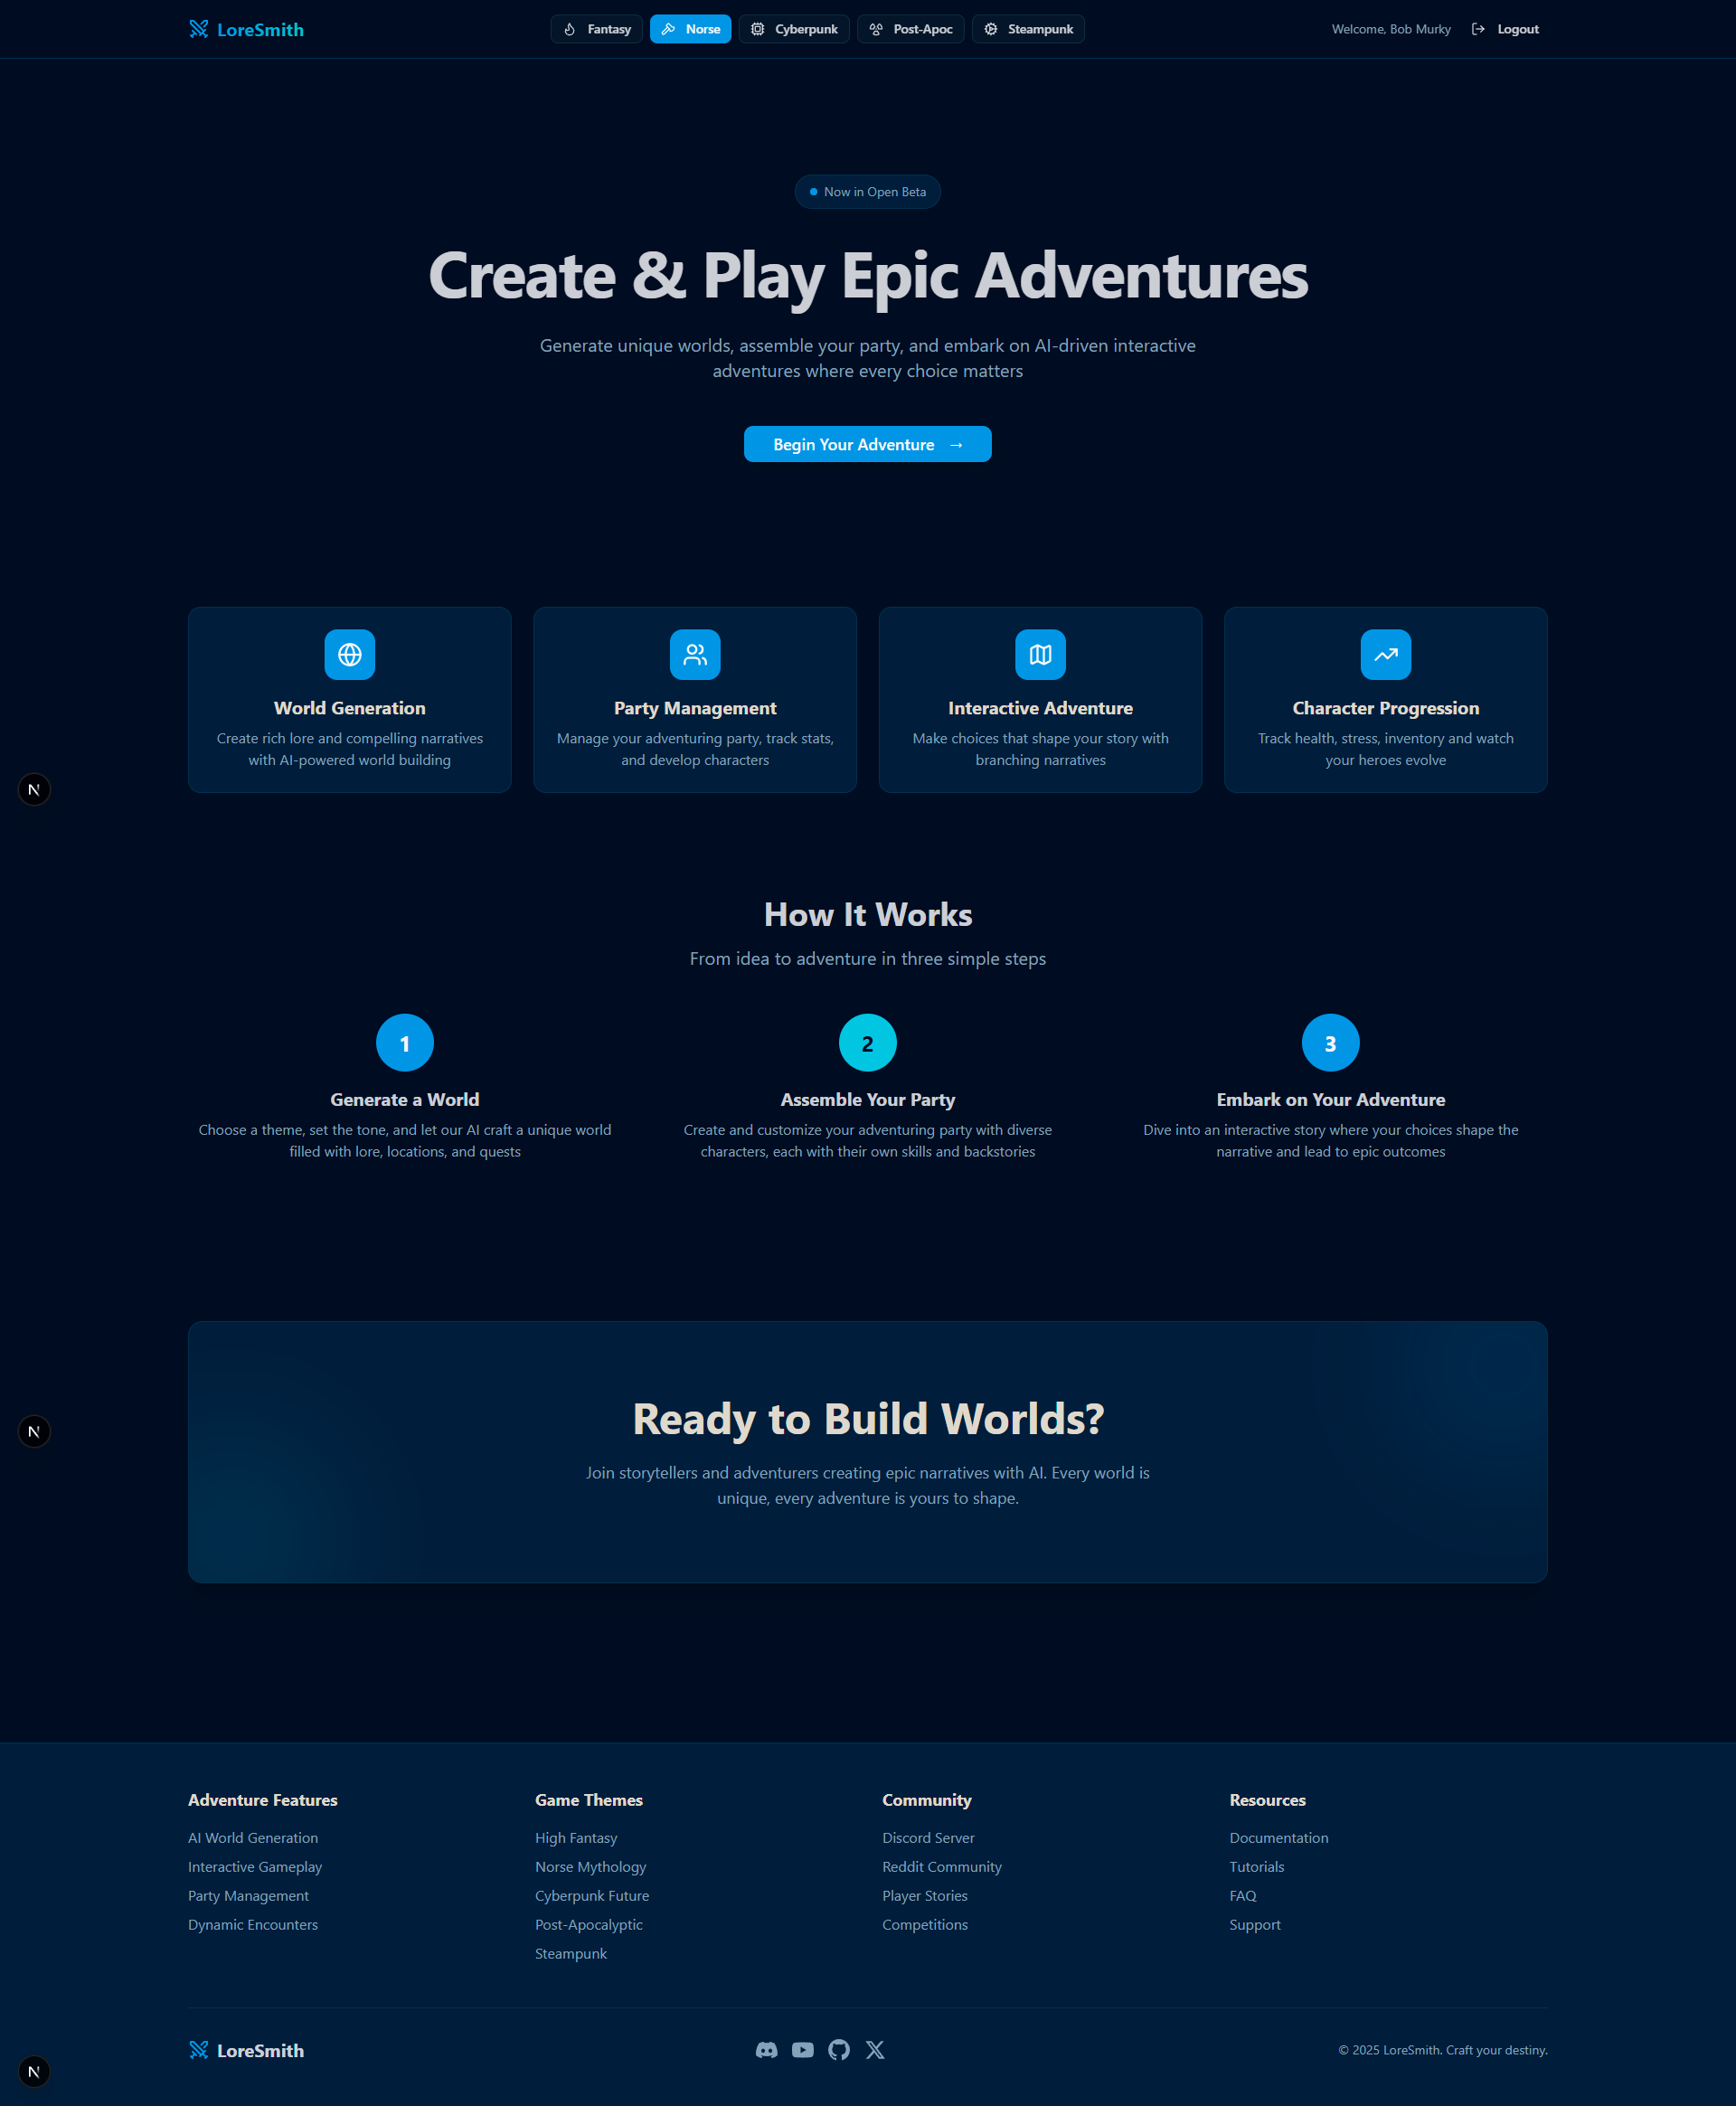 LoreSmith
Fantasy
Norse
Cyberpunk
Post-Apoc
Steampunk
Welcome, Bob Murky
Logout
Now in Open Beta
Create & Play Epic Adventures
Generate unique worlds, assemble your party, and embark on AI-driven interactive
adventures where every choice matters
Begin Your Adventure →
World Generation
Create rich lore and compelling narratives
with AI-powered world building
Party Management
Manage your adventuring party, track stats,
and develop characters
Interactive Adventure
Make choices that shape your story with
branching narratives
Character Progression
Track health, stress, inventory and watch
your heroes evolve
How It Works
From idea to adventure in three simple steps
1
Generate a World
Choose a theme, set the tone, and let our AI craft a unique world
filled with lore, locations, and quests
2
Assemble Your Party
Create and customize your adventuring party with diverse
characters, each with their own skills and backstories
3
Embark on Your Adventure
Dive into an interactive story where your choices shape the
narrative and lead to epic outcomes
Ready to Build Worlds?
Join storytellers and adventurers creating epic narratives with AI. Every world is
unique, every adventure is yours to shape.
Adventure Features
AI World Generation
Interactive Gameplay
Party Management
Dynamic Encounters
Game Themes
High Fantasy
Norse Mythology
Cyberpunk Future
Post-Apocalyptic
Steampunk
Community
Discord Server
Reddit Community
Player Stories
Competitions
Resources
Documentation
Tutorials
FAQ
Support
LoreSmith
© 2025 LoreSmith. Craft your destiny.
N
N
N